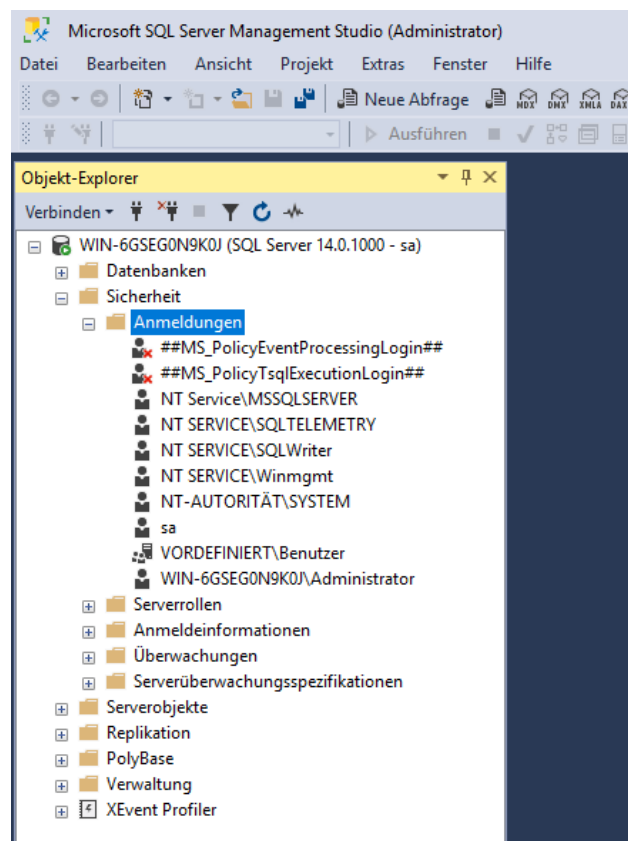 Microsoft SQL Server Management Studio (Administrator)
Datei Bearbeiten Ansicht Projekt Extras Fenster Hilfe
Neue Abfrage MDX DMX XMLA DAX
Ausführen
Objekt-Explorer
Verbinden
WIN-6GSEG0N9K0J (SQL Server 14.0.1000 - sa)
Datenbanken
Sicherheit
Anmeldungen
##MS_PolicyEventProcessingLogin##
##MS_PolicyTsqlExecutionLogin##
NT Service\MSSQLSERVER
NT SERVICE\SQLTELEMETRY
NT SERVICE\SQLWriter
NT SERVICE\Winmgmt
NT-AUTORITÄT\SYSTEM
sa
VORDEFINIERT\Benutzer
WIN-6GSEG0N9K0J\Administrator
Serverrollen
Anmeldeinformationen
Überwachungen
Serverüberwachungsspezifikationen
Serverobjekte
Replikation
PolyBase
Verwaltung
XEvent Profiler